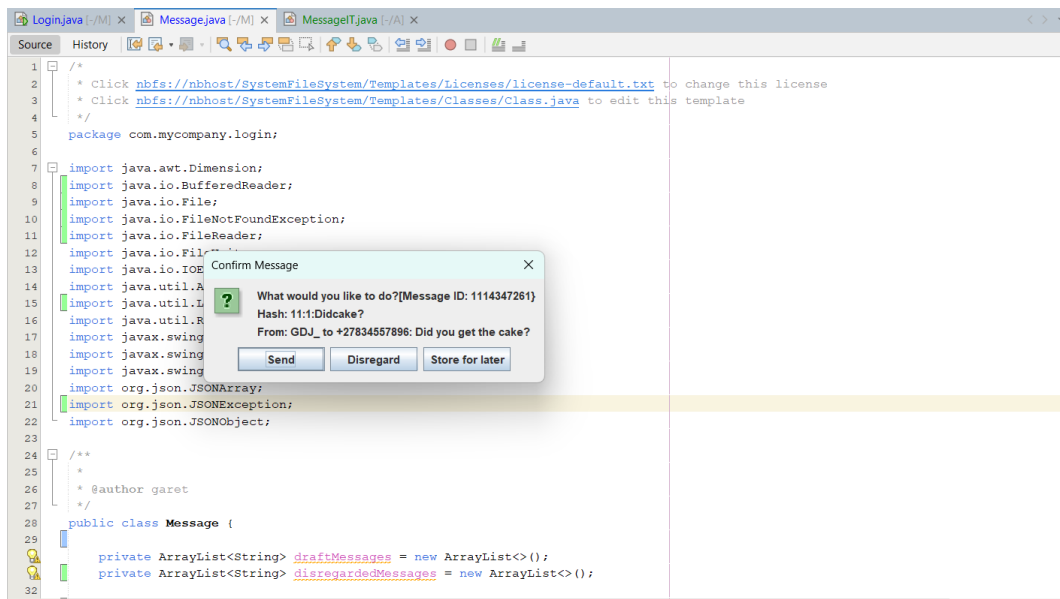 Login.java [-/M] × Message.java [-/M] × MessageIT.java [-/A] ×
Source History
1 /*
2 * Click nbfs://nbhost/SystemFileSystem/Templates/Licenses/license-default.txt to change this license
3 * Click nbfs://nbhost/SystemFileSystem/Templates/Classes/Class.java to edit this template
4 */
5 package com.mycompany.login;
6
7 import java.awt.Dimension;
8 import java.io.BufferedReader;
9 import java.io.File;
10 import java.io.FileNotFoundException;
11 import java.io.FileReader;
12 import java.io.
13 import java.io.IOE
14 import java.util.A
15 import java.util.L
16 import java.util.R
17 import javax.swing
18 import javax.swing
19 import javax.swing
20 import org.json.JSONArray;
21 import org.json.JSONException;
22 import org.json.JSONObject;
23
24 /**
25 *
26 * @author garet
27 */
28 public class Message {
29
private ArrayList<String> draftMessages = new ArrayList<>();
private ArrayList<String> disregardedMessages = new ArrayList<>();
32
Confirm Message
What would you like to do?[Message ID: 1114347261}
Hash: 11:1:Didcake?
From: GDJ_ to +27834557896: Did you get the cake?
Send Disregard Store for later